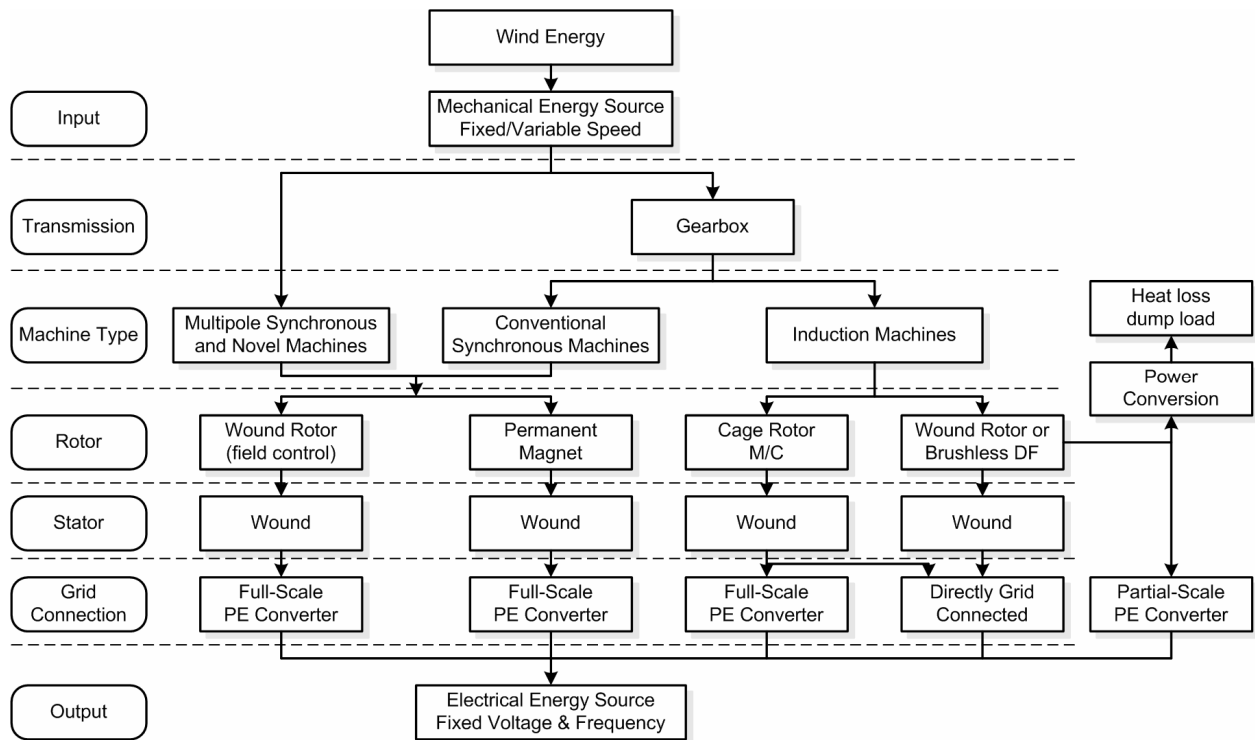 Wind Energy
Input
Mechanical Energy Source
Fixed/Variable Speed
Transmission
Gearbox
Machine Type
Multipole Synchronous
and Novel Machines
Conventional
Synchronous Machines
Induction Machines
Heat loss
dump load
Power
Conversion
Rotor
Wound Rotor
(field control)
Permanent
Magnet
Cage Rotor
M/C
Wound Rotor or
Brushless DF
Stator
Wound
Wound
Wound
Wound
Grid
Connection
Full-Scale
PE Converter
Full-Scale
PE Converter
Full-Scale
PE Converter
Directly Grid
Connected
Partial-Scale
PE Converter
Output
Electrical Energy Source
Fixed Voltage & Frequency